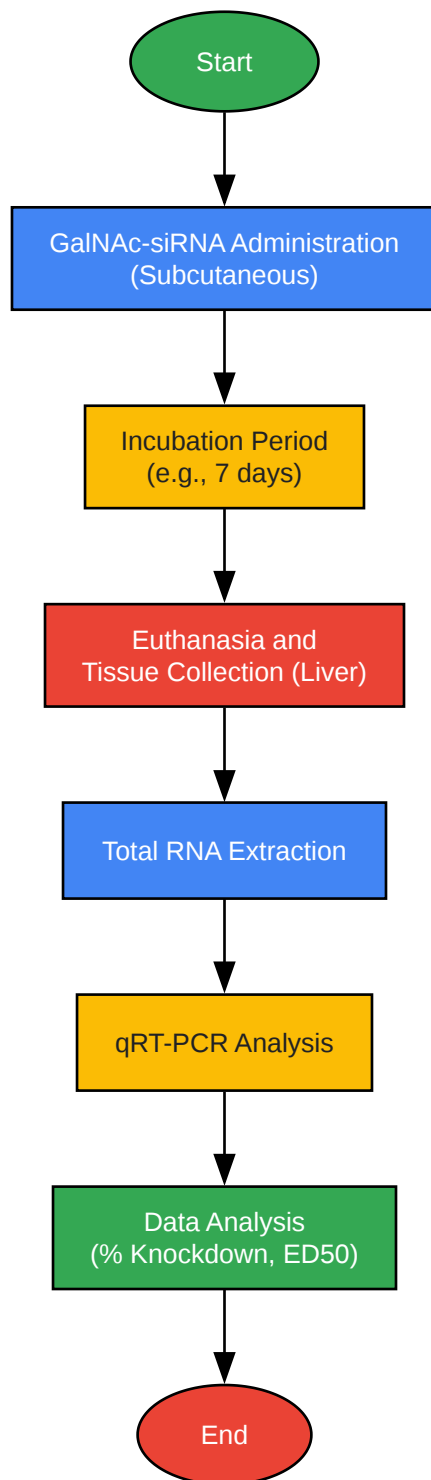 Start
GalNAc-siRNA Administration
(Subcutaneous)
Incubation Period
(e.g., 7 days)
Euthanasia and
Tissue Collection (Liver)
Total RNA Extraction
qRT-PCR Analysis
Data Analysis
(% Knockdown, ED50)
End